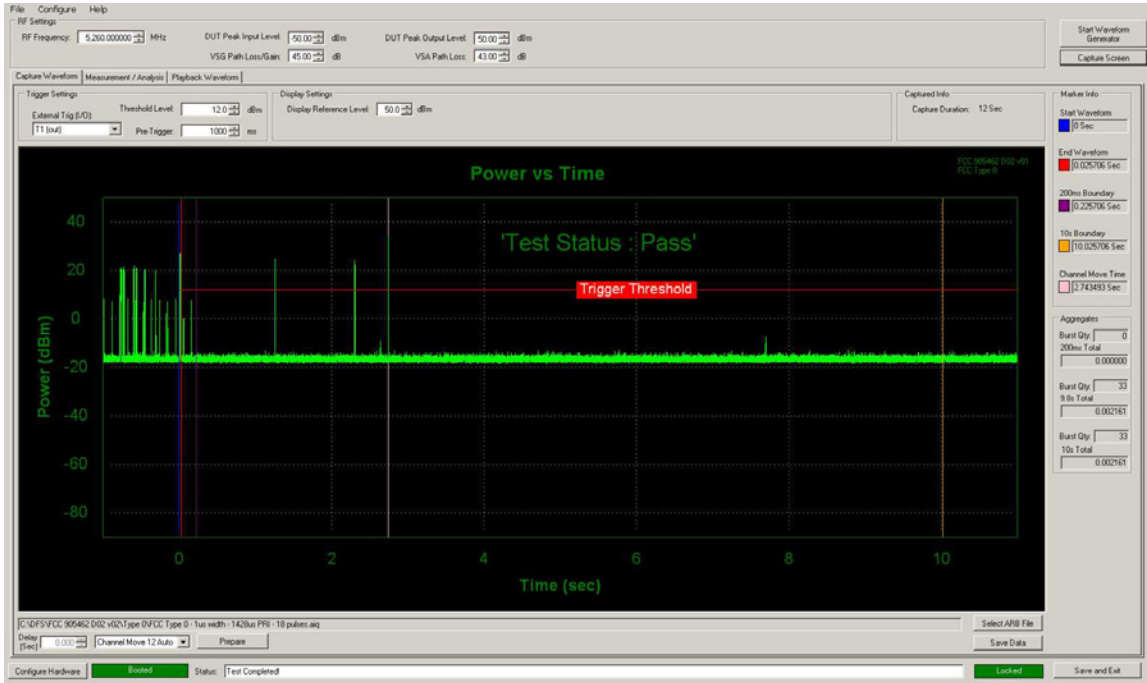 File Configure Help
RF Settings
RF Frequency: 5,260.000000 MHz DUT Peak Input Level: -50.00 dBm DUT Peak Output Level: 50.00 dBm
VSG Path Loss/Gain: 45.00 dB VSA Path Loss: 43.00 dB
Start Waveform Generator
Capture Screen
Capture Waveform Measurement / Analysis Playback Waveform
Trigger Settings
External Trig (I/O):
T1 (out)
Threshold Level: 12.0 dBm
Pre-Trigger: 1000 ms
Display Settings
Display Reference Level: 50.0 dBm
Captured Info
Capture Duration: 12 Sec
Power vs Time
FCC 905462 D02 v01
FCC Type 0
'Test Status : Pass'
Trigger Threshold
Power (dBm)
40
20
0
-20
-40
-60
-80
0 2 4 6 8 10
Time (sec)
Marker Info
Start Waveform
0 Sec
End Waveform
0.025706 Sec
200ms Boundary
0.225706 Sec
10s Boundary
10.025706 Sec
Channel Move Time
2.743493 Sec
Aggregates
Burst Qty: 0
200ms Total
0.000000
Burst Qty: 33
9.8s Total
0.002161
Burst Qty: 33
10s Total
0.002161
C:\DFS\FCC 905462 D02 v02\Type 0\FCC Type 0 - 1us width - 1428us PRI - 18 pulses.aiq
Select ARB File
Delay (Sec) 0.000 Channel Move 12 Auto Prepare
Save Data
Configure Hardware Booted Status: Test Completed! Locked Save and Exit